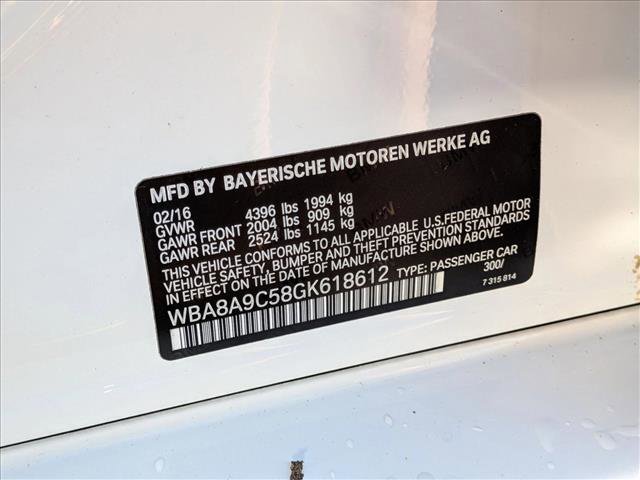 MFD BY BAYERISCHE MOTOREN WERKE AG
02/16
GVWR 4396 lbs 1994 kg
GAWR FRONT 2004 lbs 909 kg
GAWR REAR 2524 lbs 1145 kg
THIS VEHICLE CONFORMS TO ALL APPLICABLE U.S.FEDERAL MOTOR
VEHICLE SAFETY, BUMPER,AND THEFT PREVENTION STANDARDS
IN EFFECT ON THE DATE OF MANUFACTURE SHOWN ABOVE.
WBA8A9C58GK618612 TYPE: PASSENGER CAR
300/
7 315 814